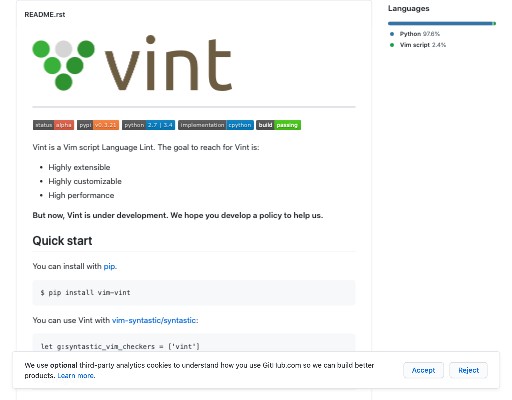 README.rst
vint
status alpha pypi v0.3.21 python 2.7 | 3.4 implementation cpython build passing
Vint is a Vim script Language Lint. The goal to reach for Vint is:
• Highly extensible
• Highly customizable
• High performance
But now, Vint is under development. We hope you develop a policy to help us.
Quick start
You can install with pip.
$ pip install vim-vint
You can use Vint with vim-syntastic/syntastic:
let g:syntastic_vim_checkers = ['vint']
Languages
Python 97.6%
Vim script 2.4%
We use optional third-party analytics cookies to understand how you use GitHub.com so we can build better
products. Learn more.
Accept
Reject